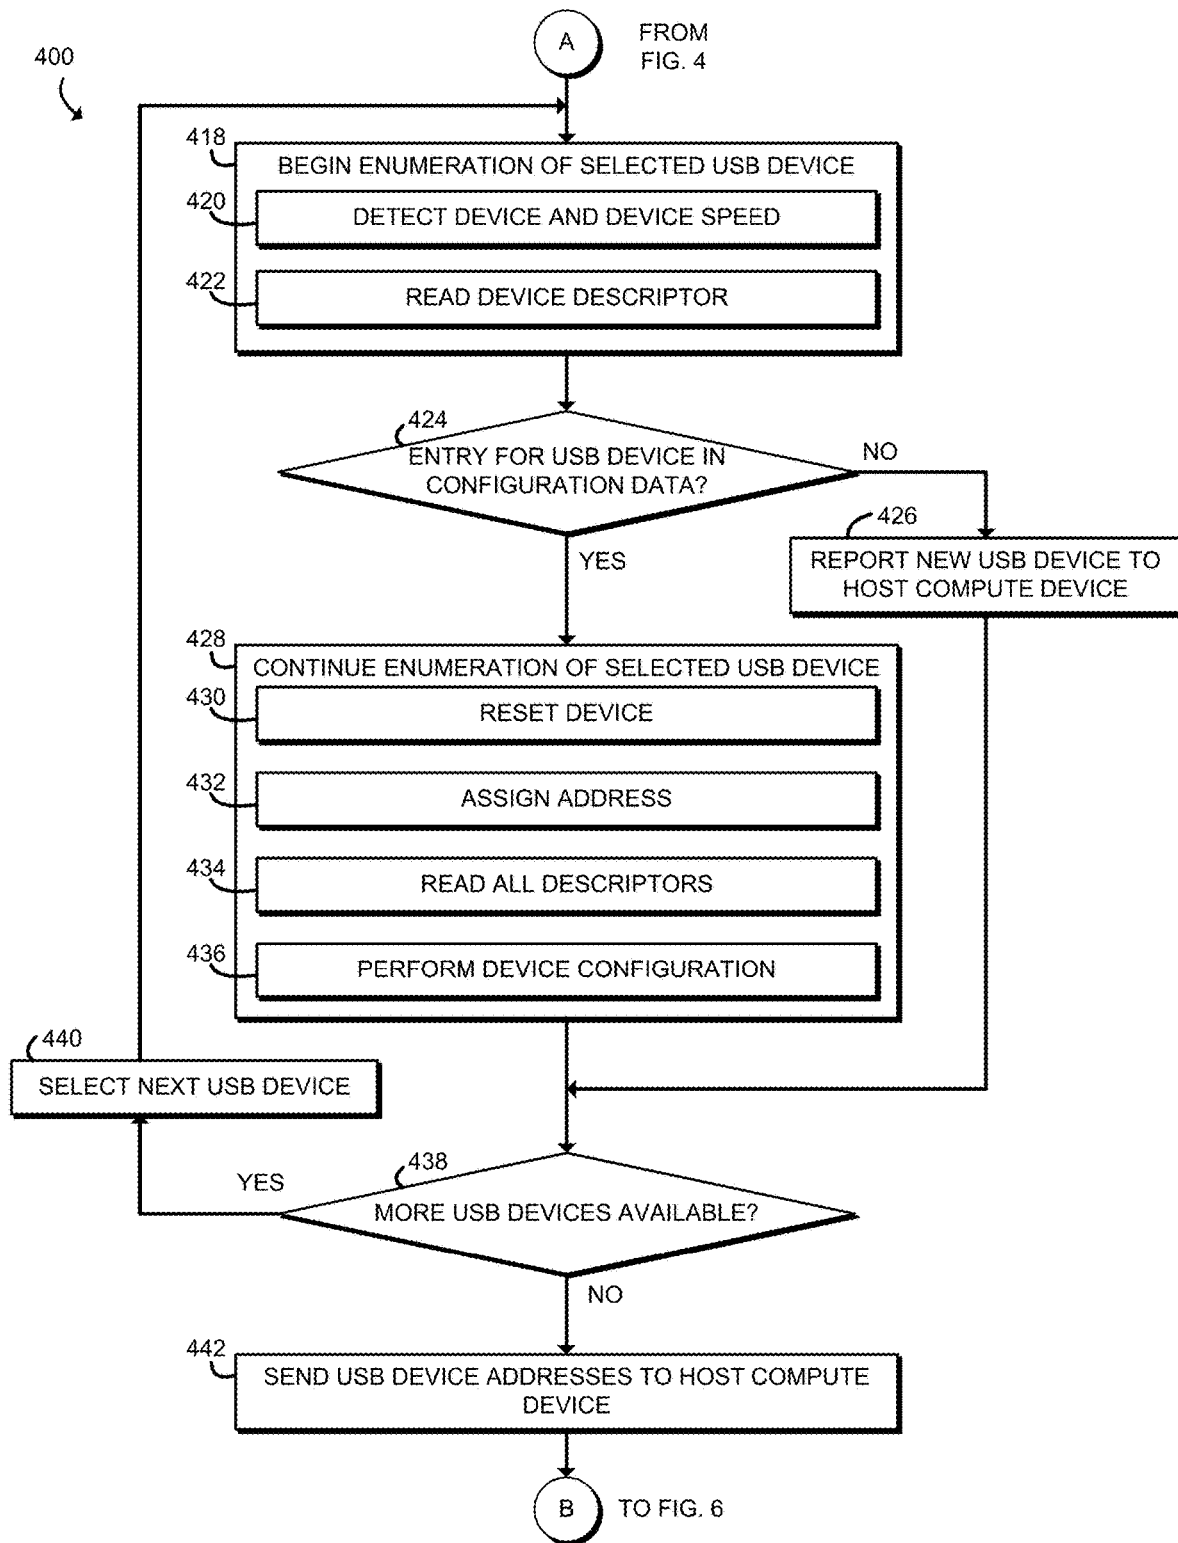 A
FROM
FIG. 4
400
418
BEGIN ENUMERATION OF SELECTED USB DEVICE
420
DETECT DEVICE AND DEVICE SPEED
422
READ DEVICE DESCRIPTOR
424
ENTRY FOR USB DEVICE IN
CONFIGURATION DATA?
NO
YES
426
REPORT NEW USB DEVICE TO
HOST COMPUTE DEVICE
428
CONTINUE ENUMERATION OF SELECTED USB DEVICE
430
RESET DEVICE
432
ASSIGN ADDRESS
434
READ ALL DESCRIPTORS
436
PERFORM DEVICE CONFIGURATION
440
SELECT NEXT USB DEVICE
438
YES
MORE USB DEVICES AVAILABLE?
NO
442
SEND USB DEVICE ADDRESSES TO HOST COMPUTE
DEVICE
B
TO FIG. 6